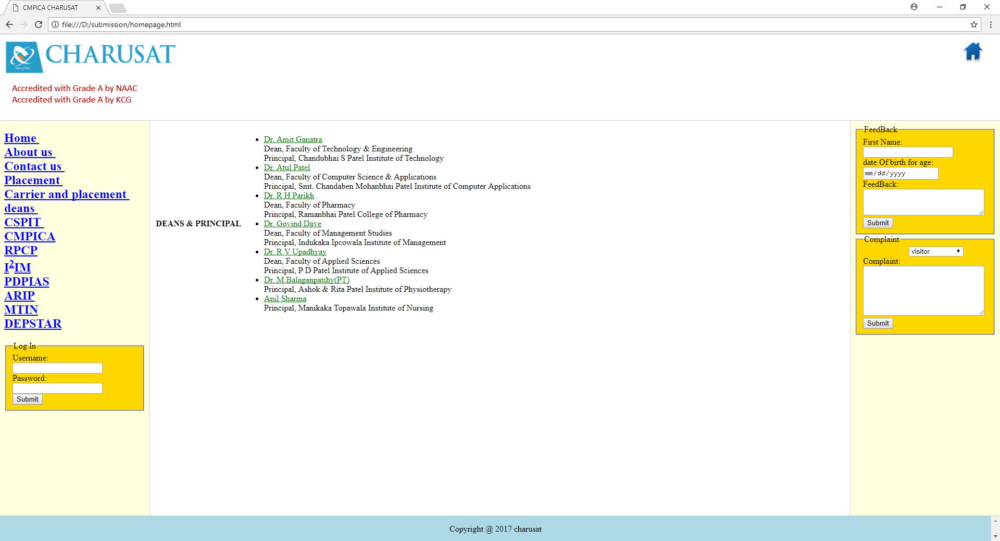 CMPICA CHARUSAT
file:///D:/submission/homepage.html
CHARUSAT
Accredited with Grade A by NAAC
Accredited with Grade A by KCG
Home
About us
Contact us
Placement
Carrier and placement
deans
CSPIT
CMPICA
RPCP
I²IM
PDPIAS
ARIP
MTIN
DEPSTAR
Log In
Username:
Password:
Submit
DEANS & PRINCIPAL
• Dr. Amit Ganatra
Dean, Faculty of Technology & Engineering
Principal, Chandubhai S Patel Institute of Technology
• Dr. Atul Patel
Dean, Faculty of Computer Science & Applications
Principal, Smt. Chandaben Mohanbhai Patel Institute of Computer Applications
• Dr. R H Parikh
Dean, Faculty of Pharmacy
Principal, Ramanbhai Patel College of Pharmacy
• Dr. Govind Dave
Dean, Faculty of Management Studies
Principal, Indukaka Ipcowala Institute of Management
• Dr. R V Upadhyay
Dean, Faculty of Applied Sciences
Principal, P D Patel Institute of Applied Sciences
• Dr. M Balaganpatihy(PT)
Principal, Ashok & Rita Patel Institute of Physiotherapy
• Anil Sharma
Principal, Manikaka Topawala Institute of Nursing
FeedBack
First Name:
date Of birth for age:
mm/dd/yyyy
FeedBack:
Submit
Complaint
visitor
Complaint:
Submit
Copyright @ 2017 charusat